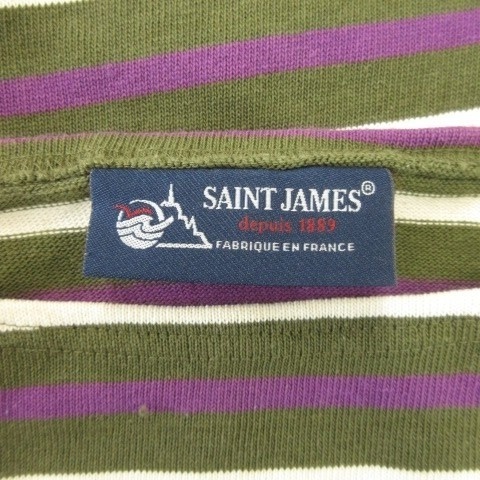 SAINT JAMES®
depuis 1889
FABRIQUE EN FRANCE